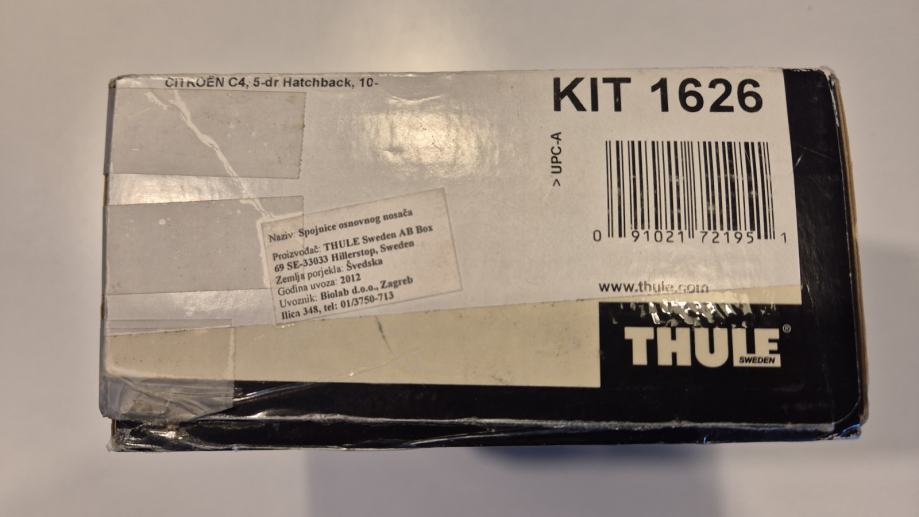 CITROËN C4, 5-dr Hatchback, 10-
KIT 1626
> UPC-A
0 91021 72195 1
Naziv: Spojnice osnovnog nosača
Proizvođač: THULE Sweden AB Box
69 SE-33033 Hillerstop, Sweden
Zemlja porjekla: Švedska
Godina uvoza: 2012
Uvoznik: Biolab d.o.o., Zagreb
Ilica 348, tel: 01/3750-713
www.thule.com
THULE®
SWEDEN